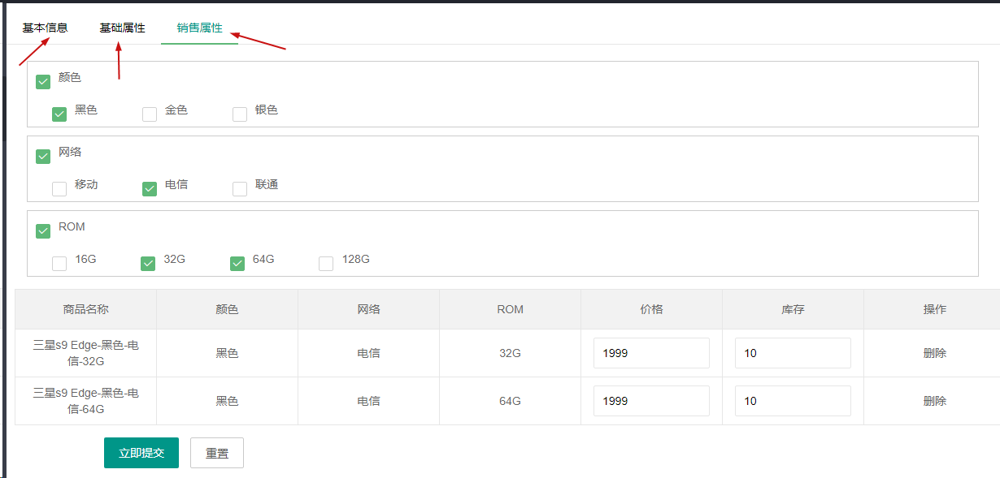 基本信息 基础属性 销售属性
颜色
黑色 金色 银色
网络
移动 电信 联通
ROM
16G 32G 64G 128G
商品名称 颜色 网络 ROM 价格 库存 操作
三星s9 Edge-黑色-电
信-32G
黑色 电信 32G 1999 10 删除
三星s9 Edge-黑色-电
信-64G
黑色 电信 64G 1999 10 删除
立即提交 重置